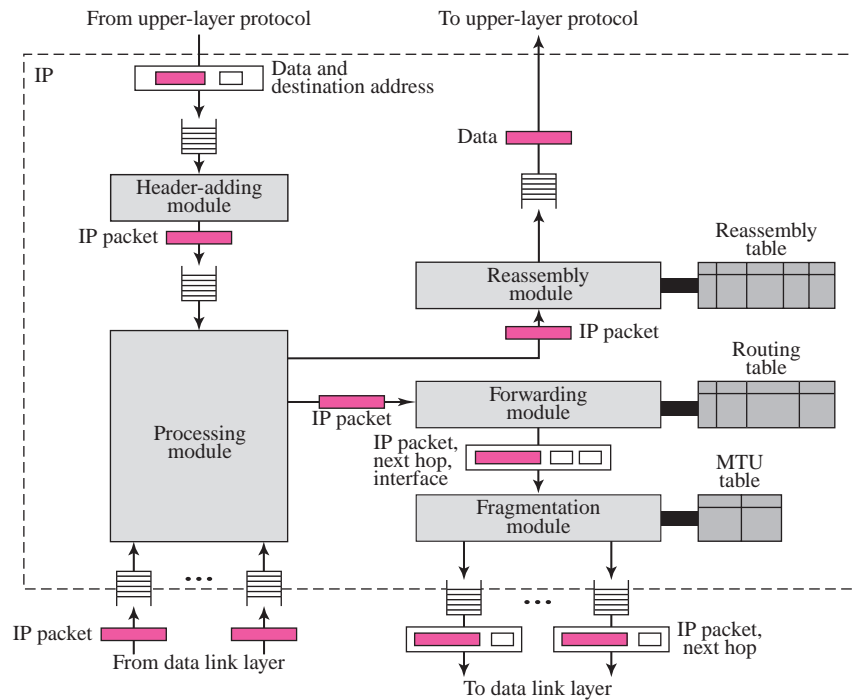 From upper-layer protocol
To upper-layer protocol
IP
Data and
destination address
Data
Header-adding
module
IP packet
Reassembly
table
Reassembly
module
IP packet
Routing
table
Processing
module
IP packet
Forwarding
module
IP packet,
next hop,
interface
MTU
table
Fragmentation
module
IP packet
From data link layer
IP packet,
next hop
To data link layer